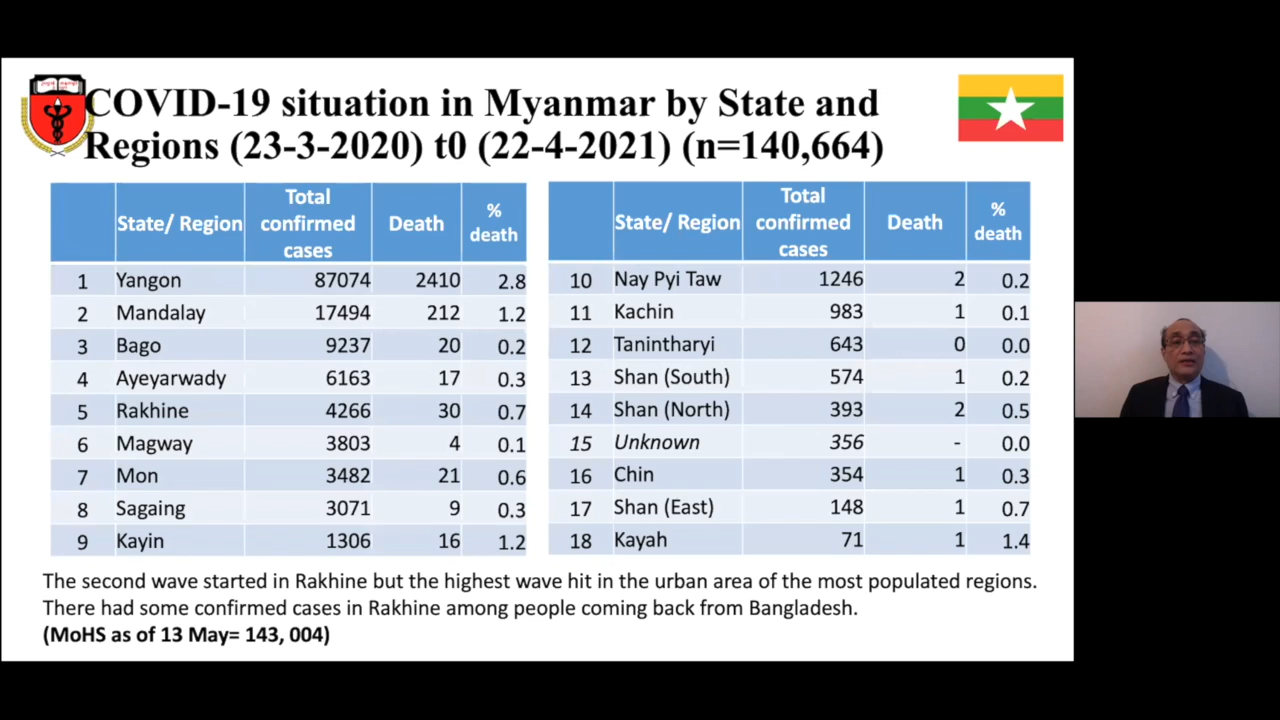 COVID-19 situation in Myanmar by State and
Regions (23-3-2020) t0 (22-4-2021) (n=140,664)
State/ Region Total confirmed cases Death % death
1 Yangon 87074 2410 2.8
2 Mandalay 17494 212 1.2
3 Bago 9237 20 0.2
4 Ayeyarwady 6163 17 0.3
5 Rakhine 4266 30 0.7
6 Magway 3803 4 0.1
7 Mon 3482 21 0.6
8 Sagaing 3071 9 0.3
9 Kayin 1306 16 1.2
State/ Region Total confirmed cases Death % death
10 Nay Pyi Taw 1246 2 0.2
11 Kachin 983 1 0.1
12 Tanintharyi 643 0 0.0
13 Shan (South) 574 1 0.2
14 Shan (North) 393 2 0.5
15 Unknown 356 - 0.0
16 Chin 354 1 0.3
17 Shan (East) 148 1 0.7
18 Kayah 71 1 1.4
The second wave started in Rakhine but the highest wave hit in the urban area of the most populated regions.
There had some confirmed cases in Rakhine among people coming back from Bangladesh.
(MoHS as of 13 May= 143, 004)